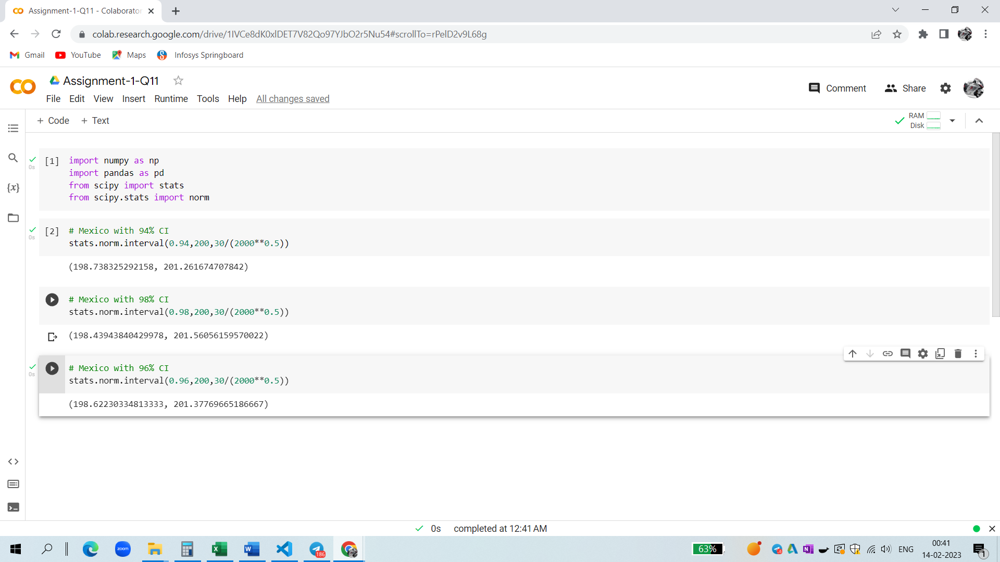 Assignment-1-Q11 - Colaborator
colab.research.google.com/drive/1IVCe8dK0xlDET7V82Qo97YJbO2r5Nu54#scrollTo=rPelD2v9L68g
Gmail YouTube Maps Infosys Springboard
Assignment-1-Q11
File Edit View Insert Runtime Tools Help All changes saved
Comment Share
+ Code + Text
RAM
Disk
{x}
0s
[1] import numpy as np
import pandas as pd
from scipy import stats
from scipy.stats import norm
0s
[2] # Mexico with 94% CI
stats.norm.interval(0.94,200,30/(2000**0.5))
(198.738325292158, 201.261674707842)
# Mexico with 98% CI
stats.norm.interval(0.98,200,30/(2000**0.5))
(198.43943840429978, 201.56056159570022)
0s
# Mexico with 96% CI
stats.norm.interval(0.96,200,30/(2000**0.5))
(198.62230334813333, 201.37769665186667)
0s completed at 12:41 AM
zoom
186
63%
ENG
00:41
14-02-2023
1